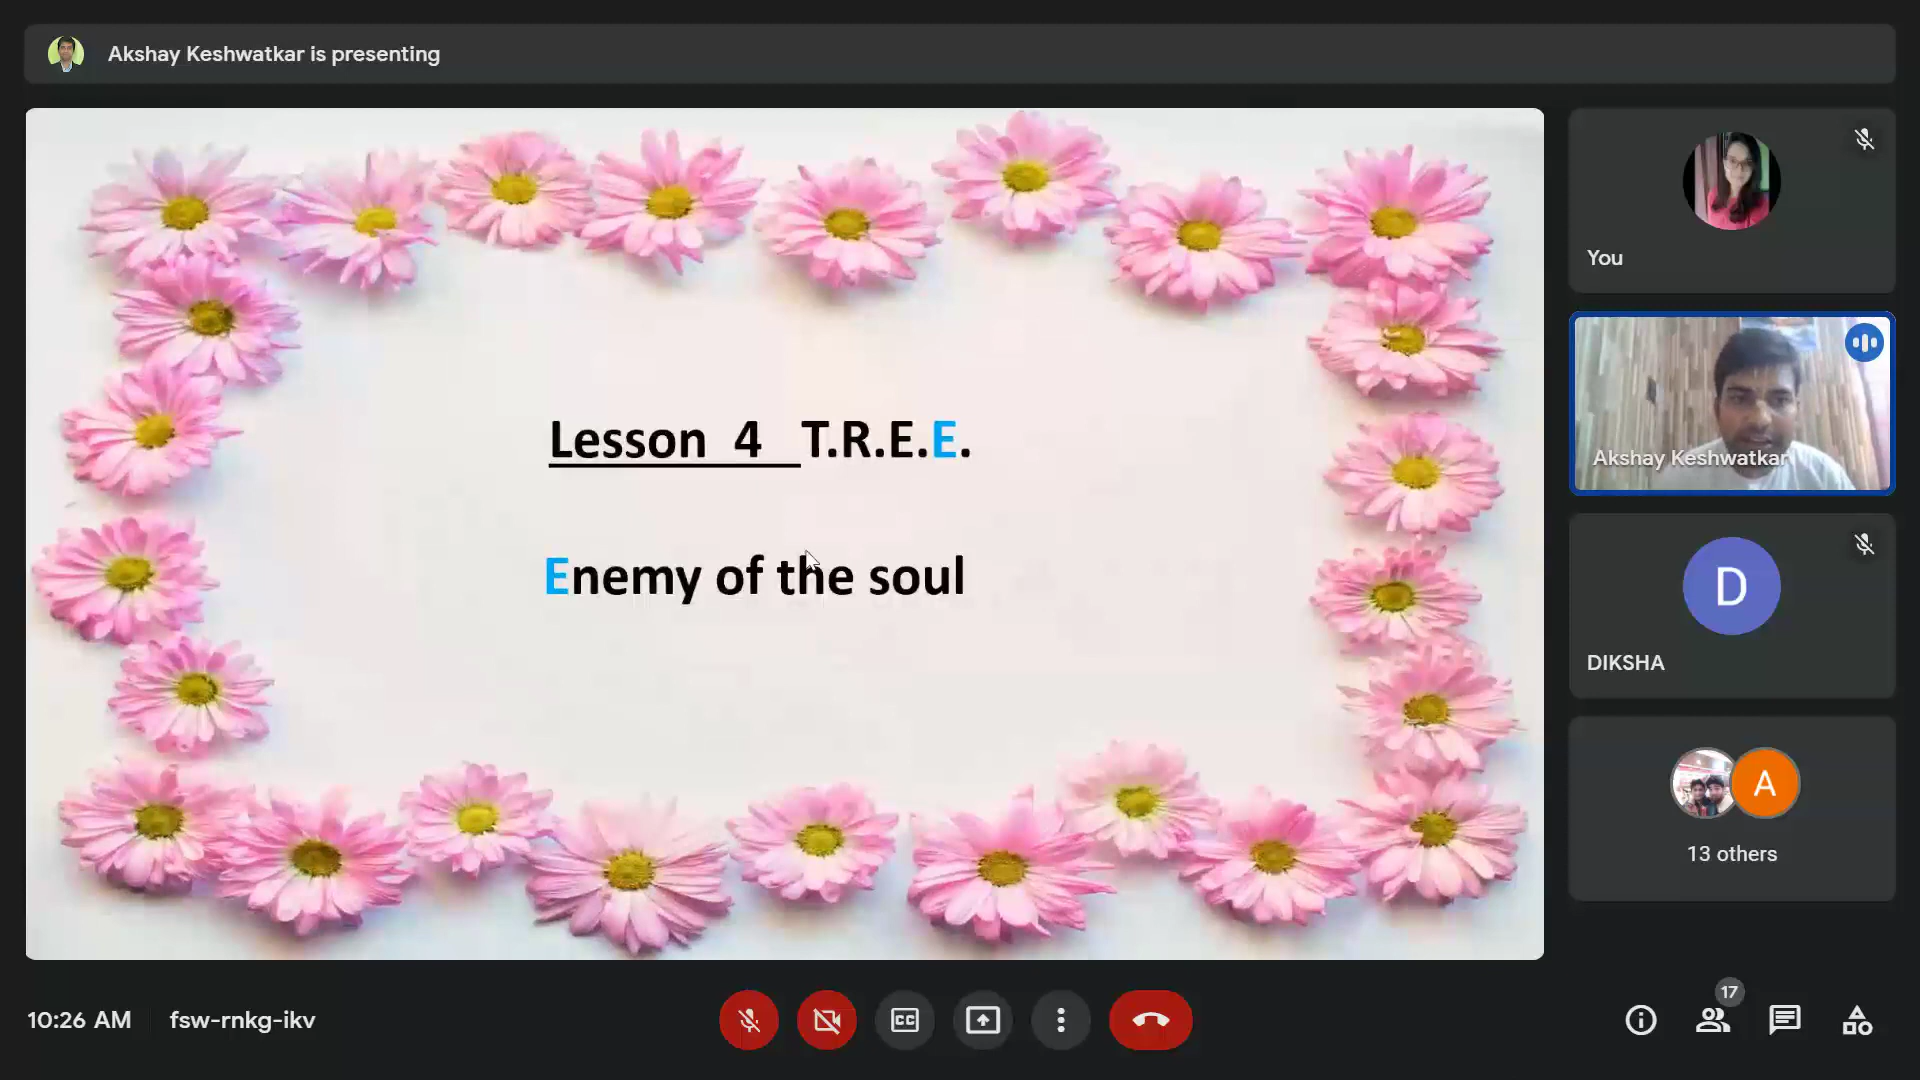 Akshay Keshwatkar is presenting
Lesson 4 T.R.E.E.
Enemy of the soul
You
Akshay Keshwatkar
D
DIKSHA
A
13 others
10:26 AM
fsw-rnkg-ikv
CC
17